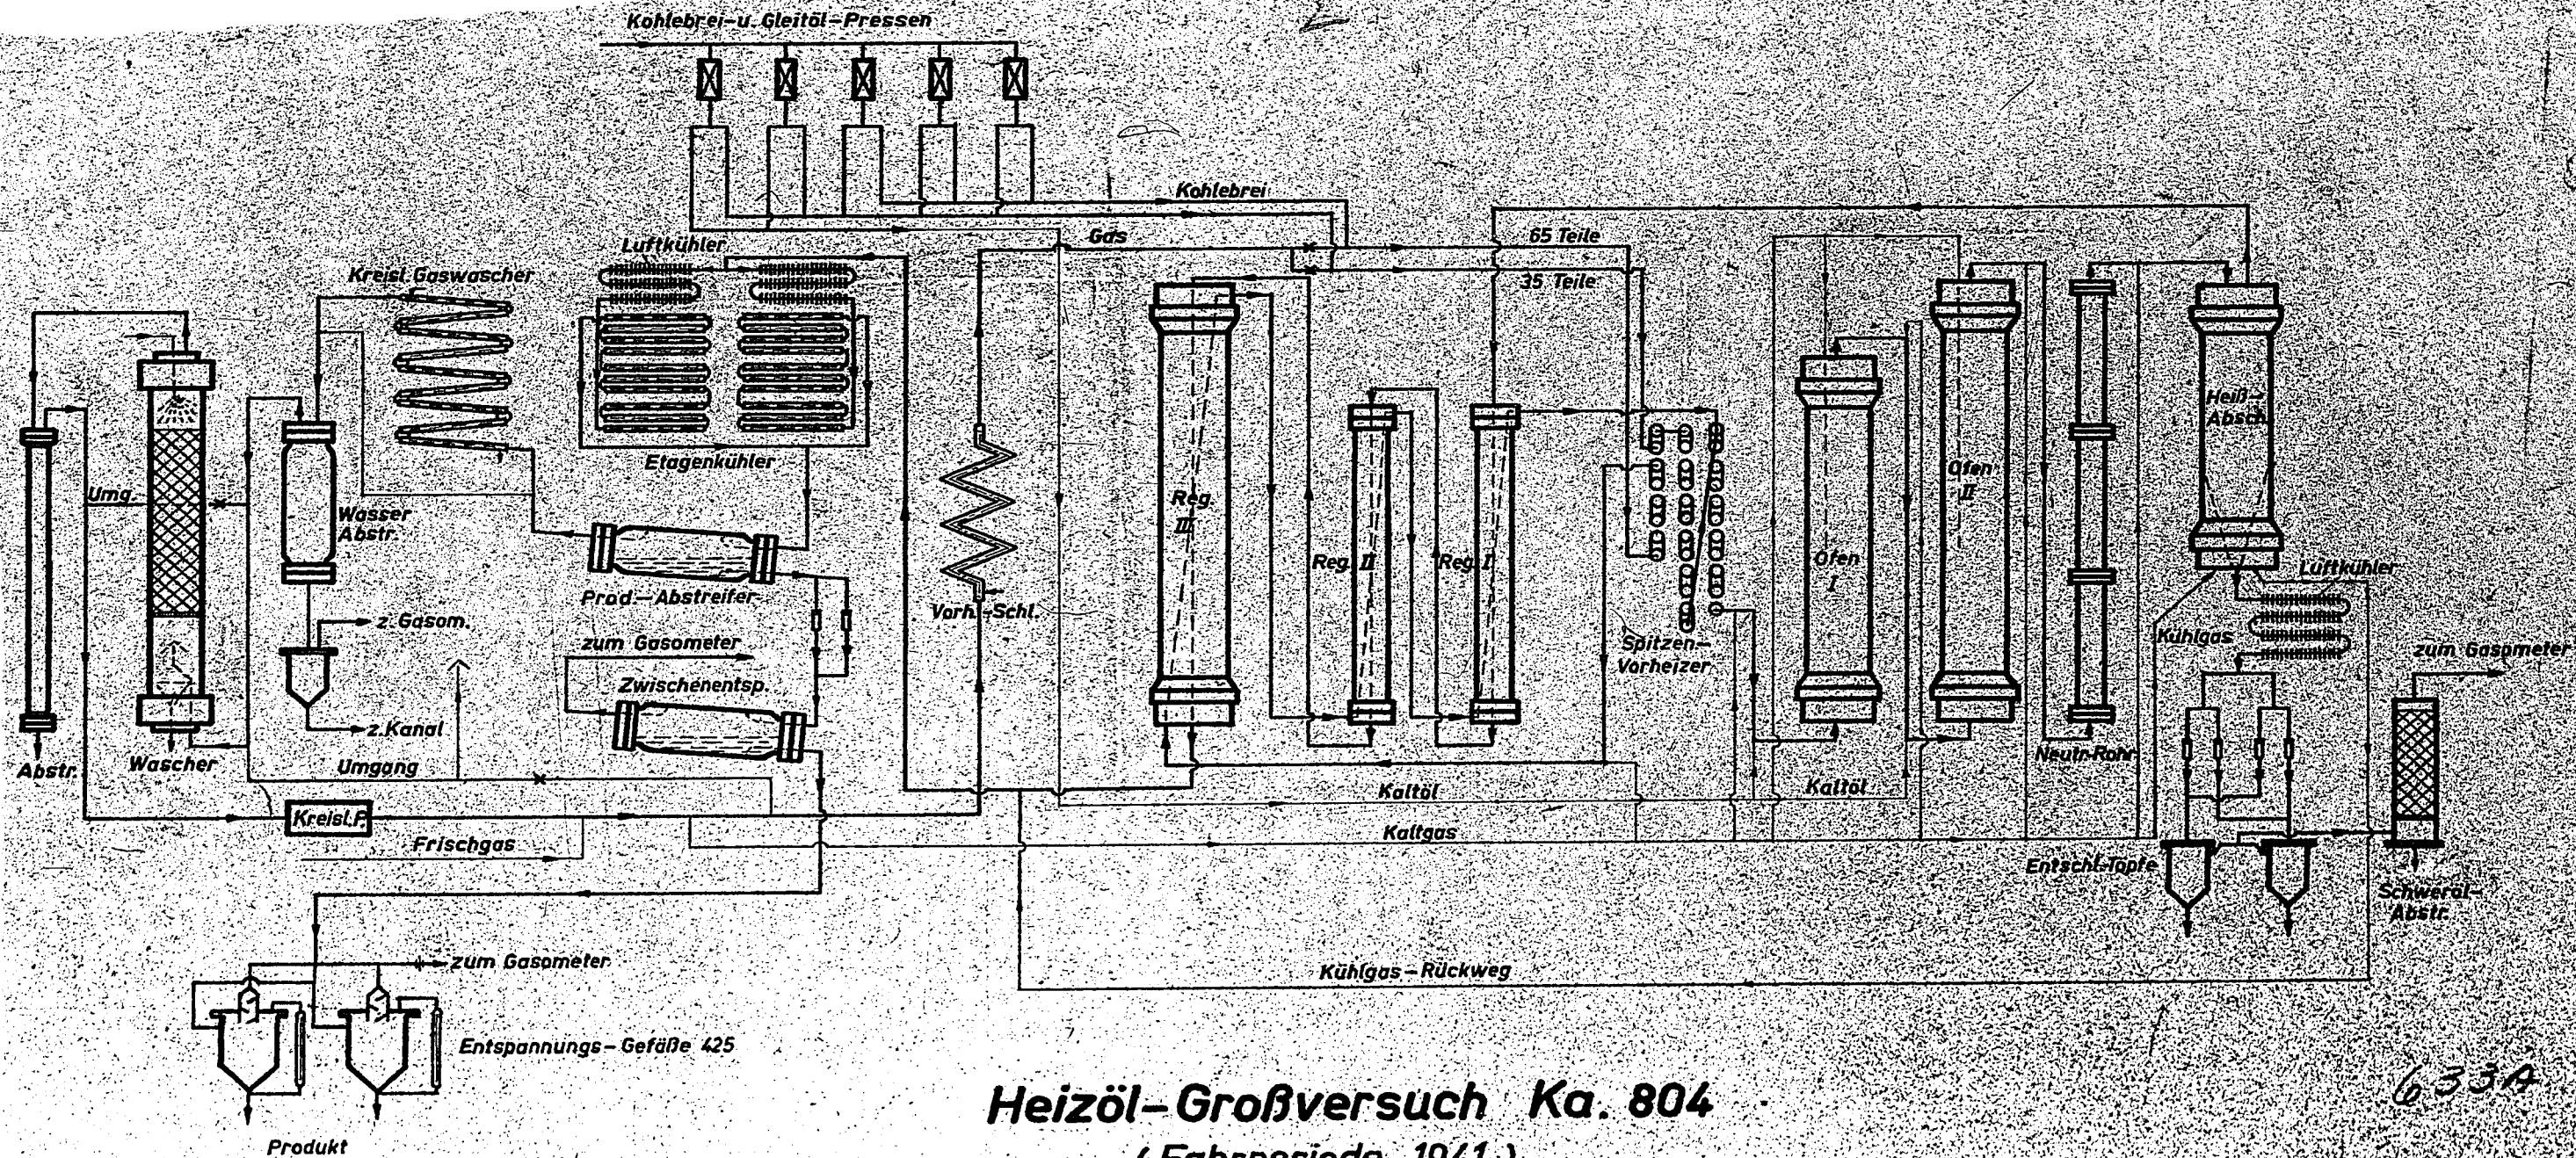 Kohlebrei-u. Gleitöl-Pressen
Kohlebrei
Gas
65 Teile
35 Teile
Luftkühler
Kreisl. Gaswascher
Etagenkühler
Heiß-
Absch.
Umg.
Wasser
Abstr.
Reg.
III
Reg. II
Reg. I
Ofen
I
Ofen
II
Prod.-Abstreifer
Vorh.-Schl.
Luftkühler
Kühlgas
z. Gasom.
zum Gasometer
Spitzen-
Vorheizer
zum Gasometer
Zwischenentsp.
z. Kanal
Abstr.
Wascher
Umgang
Neutr.-Rohr
Kaltöl
Kaltöl
Kreisl. P.
Frischgas
Kaltgas
Entschl.-Töpfe
Schweröl-
Abstr.
zum Gasometer
Kühlgas-Rückweg
Entspannungs-Gefäße 425
Produkt
Heizöl-Großversuch Ka. 804
(Fahrperiode 1941)
633A